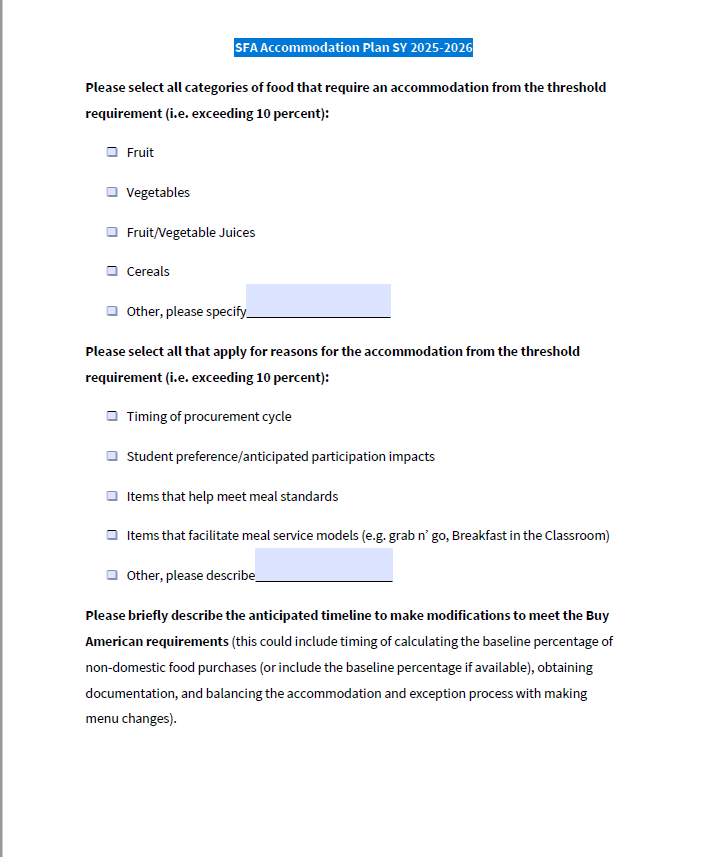 SFA Accommodation Plan SY 2025-2026
Please select all categories of food that require an accommodation from the threshold
requirement (i.e. exceeding 10 percent):
Fruit
Vegetables
Fruit/Vegetable Juices
Cereals
Other, please specify
Please select all that apply for reasons for the accommodation from the threshold
requirement (i.e. exceeding 10 percent):
Timing of procurement cycle
Student preference/anticipated participation impacts
Items that help meet meal standards
Items that facilitate meal service models (e.g. grab n’ go, Breakfast in the Classroom)
Other, please describe
Please briefly describe the anticipated timeline to make modifications to meet the Buy
American requirements (this could include timing of calculating the baseline percentage of
non-domestic food purchases (or include the baseline percentage if available), obtaining
documentation, and balancing the accommodation and exception process with making
menu changes).